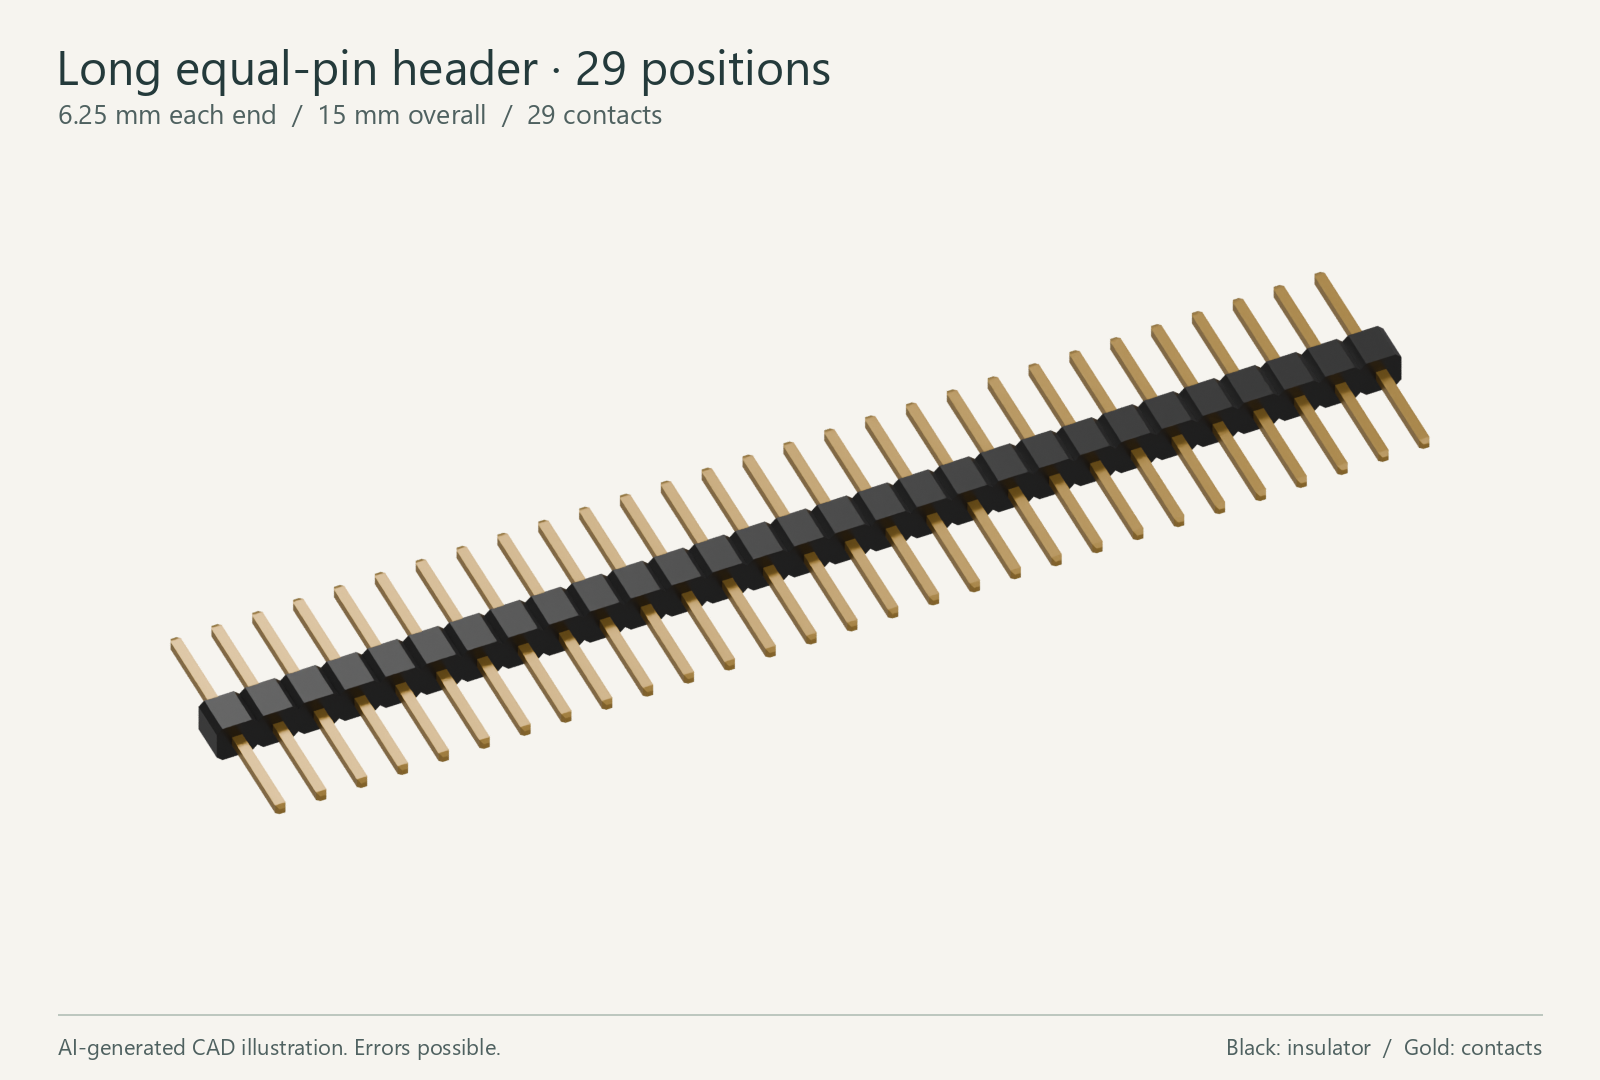 Long equal-pin header · 29 positions
6.25 mm each end / 15 mm overall / 29 contacts
AI-generated CAD illustration. Errors possible.
Black: insulator / Gold: contacts